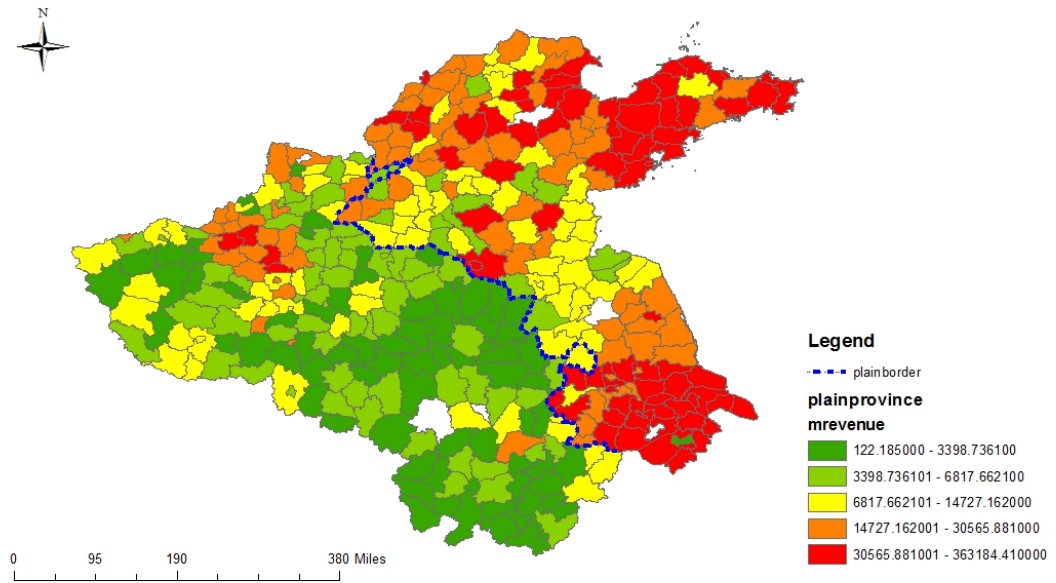 N
Legend
plainborder
plainprovince
mrevenue
122.185000 - 3398.736100
3398.736101 - 6817.662100
6817.662101 - 14727.162000
14727.162001 - 30565.881000
30565.881001 - 363184.410000
0 95 190 380 Miles